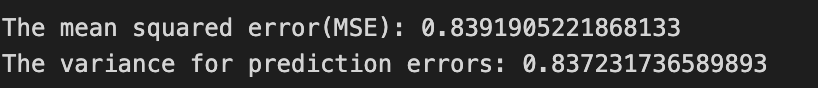 The mean squared error(MSE): 0.8391905221868133
The variance for prediction errors: 0.837231736589893